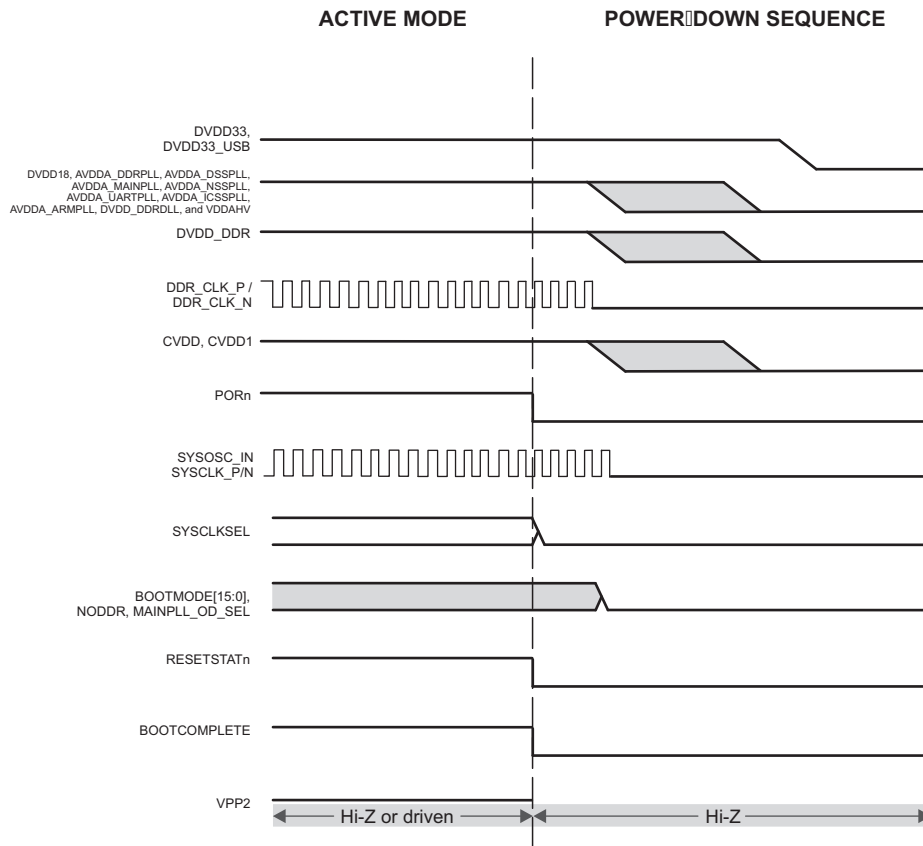 ACTIVE MODE
POWER▯DOWN SEQUENCE
DVDD33,
DVDD33_USB
DVDD18, AVDDA_DDRPLL, AVDDA_DSSPLL,
AVDDA_MAINPLL, AVDDA_NSSPLL,
AVDDA_UARTPLL, AVDDA_ICSSPLL,
AVDDA_ARMPLL, DVDD_DDRDLL, and VDDAHV
DVDD_DDR
DDR_CLK_P /
DDR_CLK_N
CVDD, CVDD1
PORn
SYSOSC_IN
SYSCLK_P/N
SYSCLKSEL
BOOTMODE[15:0],
NODDR, MAINPLL_OD_SEL
RESETSTATn
BOOTCOMPLETE
VPP2
Hi-Z or driven
Hi-Z